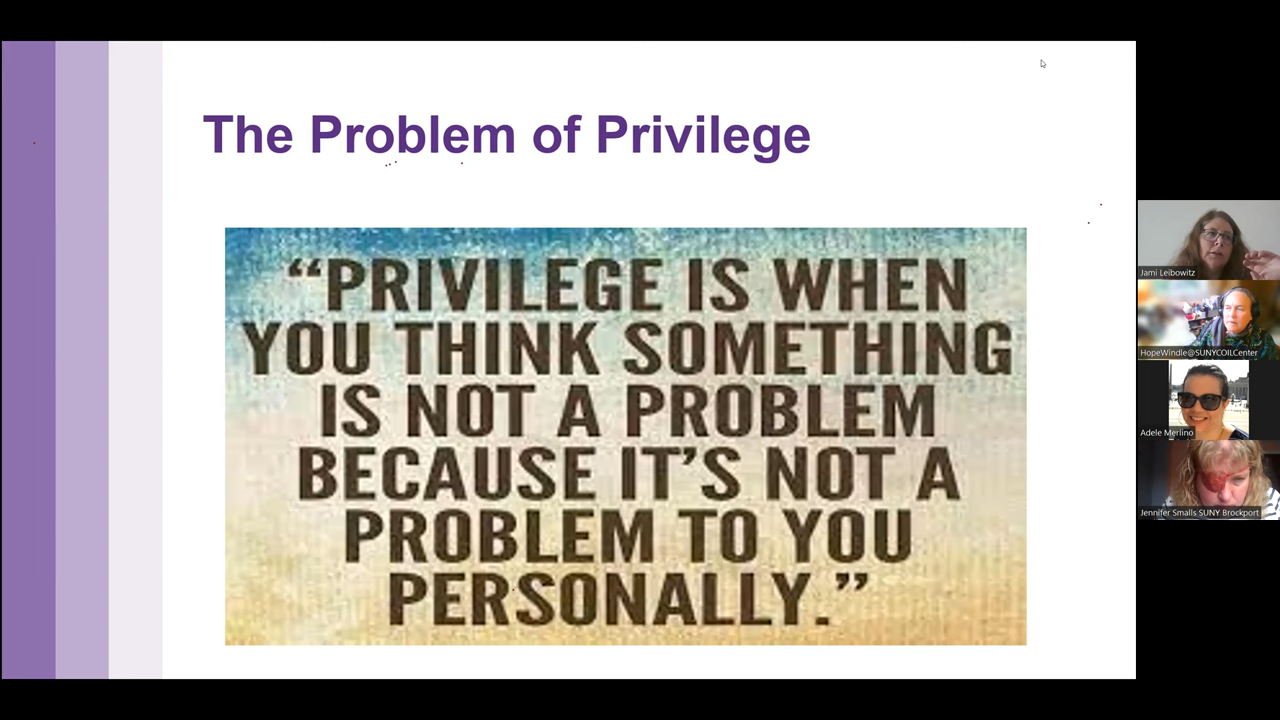 The Problem of Privilege
“PRIVILEGE IS WHEN
YOU THINK SOMETHING
IS NOT A PROBLEM
BECAUSE IT’S NOT A
PROBLEM TO YOU
PERSONALLY.”
Jami Leibowitz
HopeWindle@SUNYCOILCenter
Adele Merlino
Jennifer Smalls SUNY Brockport